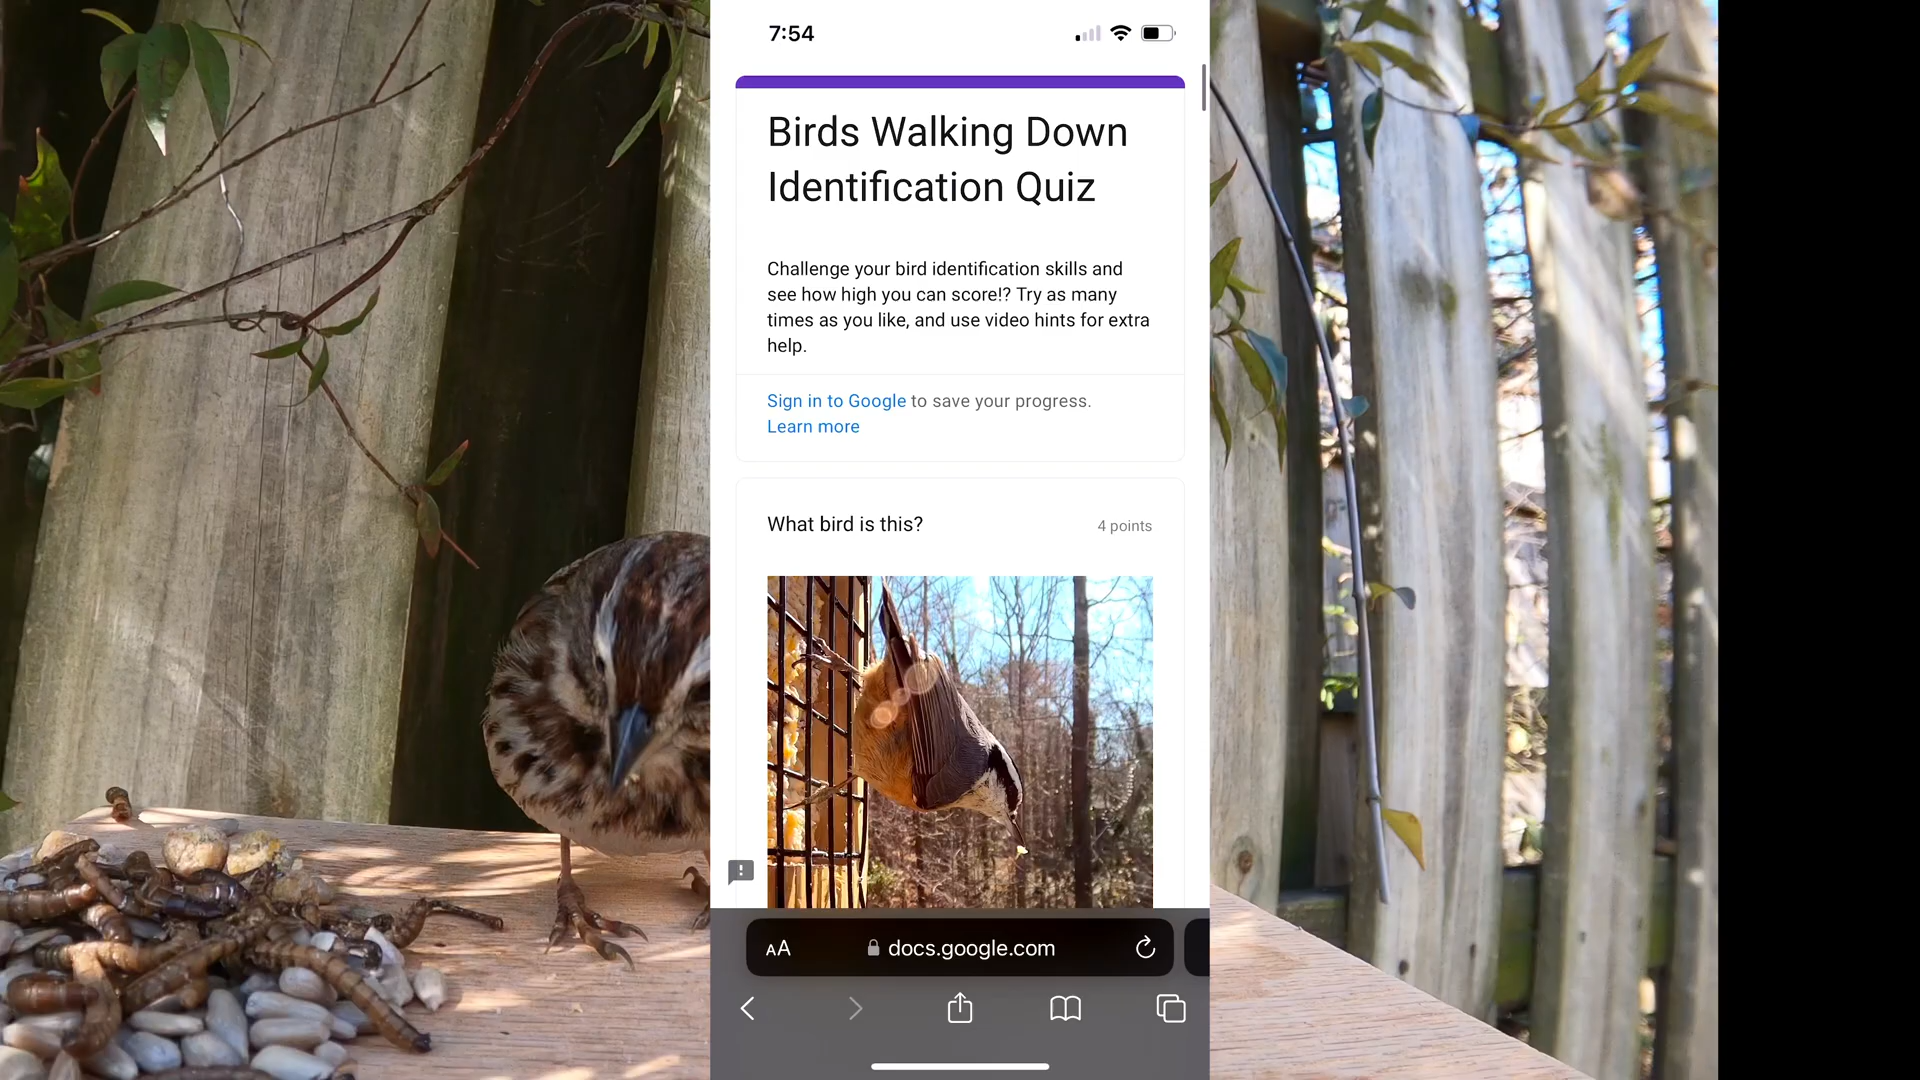 7:54
Birds Walking Down
Identification Quiz
Challenge your bird identification skills and
see how high you can score!? Try as many
times as you like, and use video hints for extra
help.
Sign in to Google to save your progress.
Learn more
What bird is this?
4 points
AA
docs.google.com